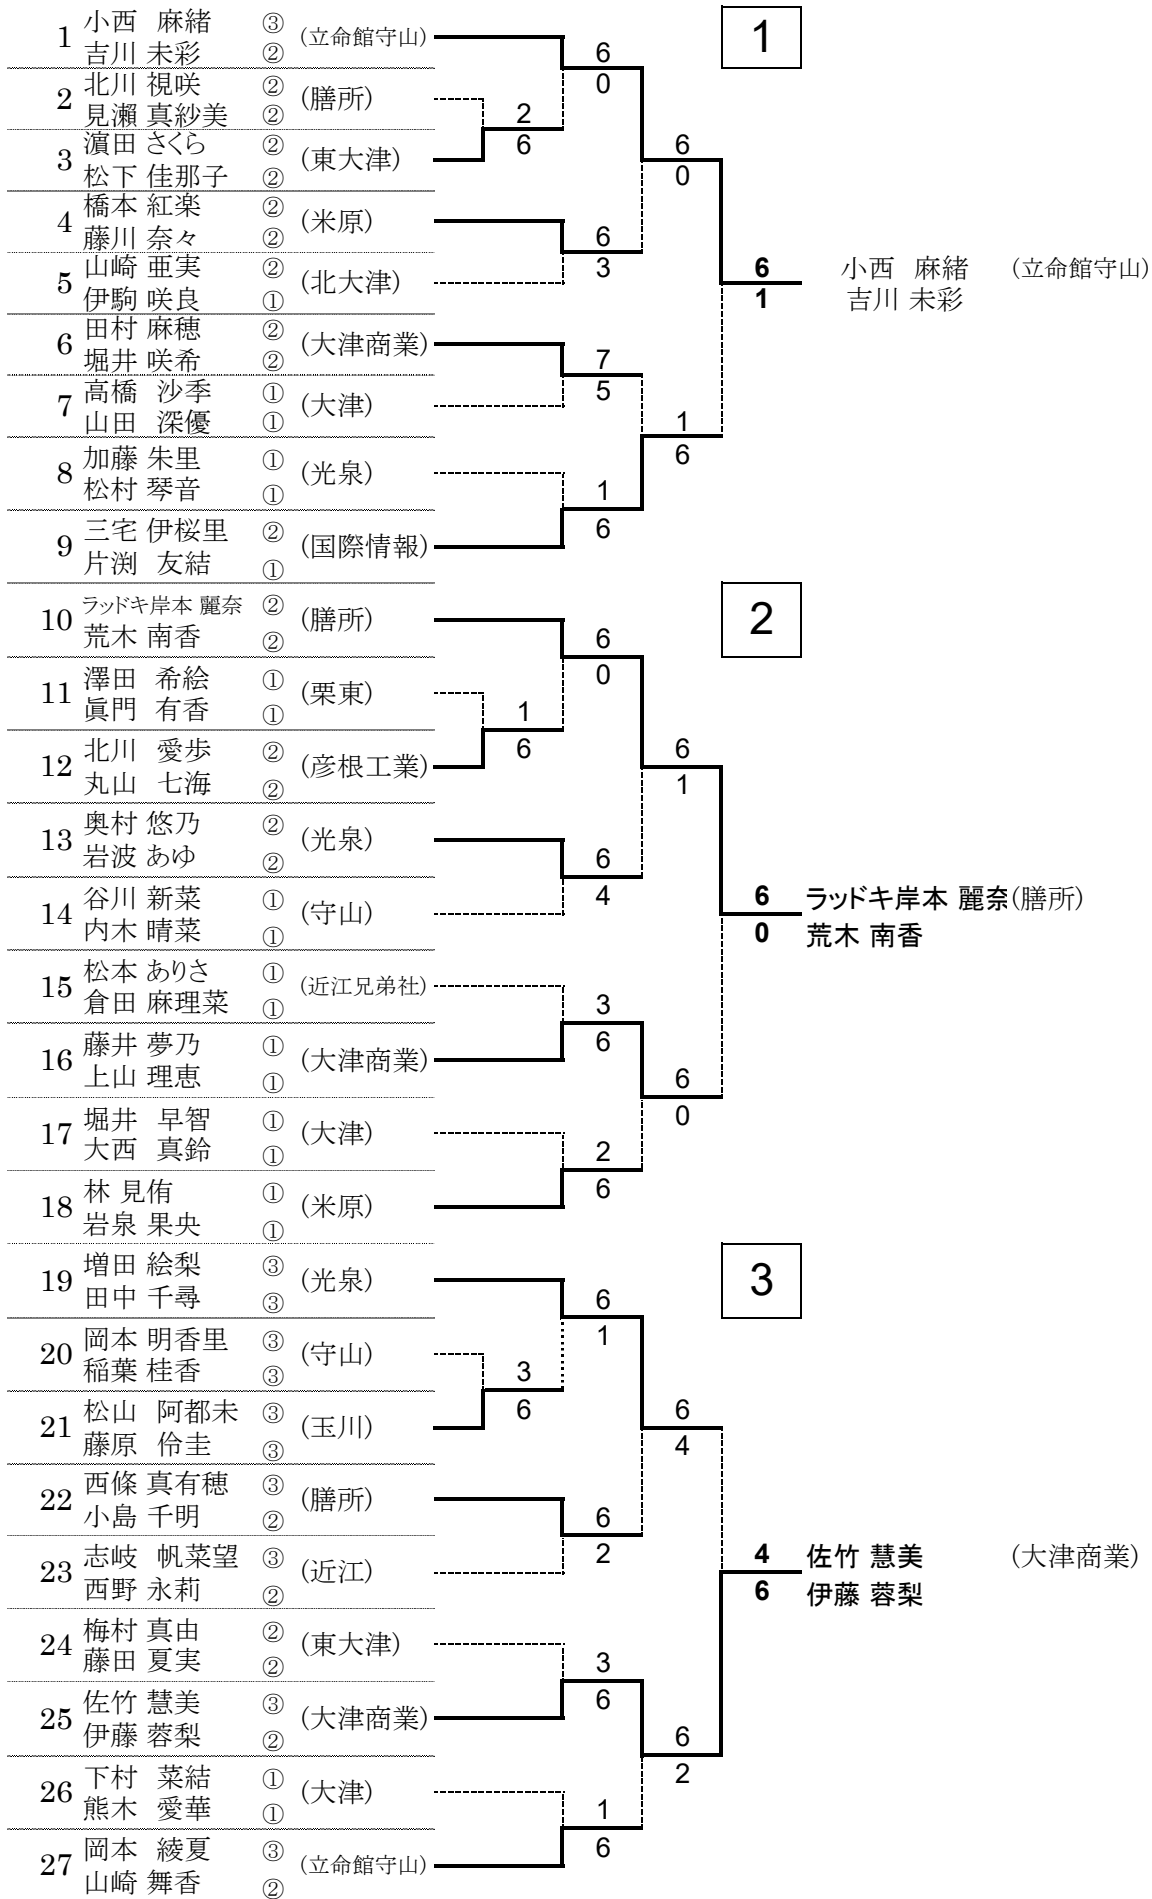 小西 麻緒 ③
1 (立命館守山)
吉川 未彩 ②
1
6
0
北川 視咲 ②
2 (膳所)
見瀬 真紗美 ②
2
6
濵田 さくら ②
3 (東大津)
松下 佳那子 ②
6
0
橋本 紅楽 ②
4 (米原)
藤川 奈々 ②
6
3
山崎 亜実 ②
5 (北大津)
伊駒 咲良 ①
6 小西 麻緒 (立命館守山)
1 吉川 未彩
田村 麻穂 ②
6 (大津商業)
堀井 咲希 ②
7
5
高橋 沙季 ①
7 (大津)
山田 深優 ①
1
6
加藤 朱里 ①
8 (光泉)
松村 琴音 ①
1
6
三宅 伊桜里 ②
9 (国際情報)
片渕 友結 ①
ラッドキ岸本 麗奈 ②
10 (膳所)
荒木 南香 ②
2
6
0
澤田 希絵 ①
11 (栗東)
眞門 有香 ①
1
6
北川 愛歩 ②
12 (彦根工業)
丸山 七海 ②
6
1
奥村 悠乃 ②
13 (光泉)
岩波 あゆ ②
6
4
谷川 新菜 ①
14 (守山)
内木 晴菜 ①
6 ラッドキ岸本 麗奈(膳所)
0 荒木 南香
松本 ありさ ①
15 (近江兄弟社)
倉田 麻理菜 ①
3
6
藤井 夢乃 ①
16 (大津商業)
上山 理恵 ①
6
0
堀井 早智 ①
17 (大津)
大西 真鈴 ①
2
6
林 見侑 ①
18 (米原)
岩泉 果央 ①
増田 絵梨 ③
19 (光泉)
田中 千尋 ③
3
6
1
岡本 明香里 ③
20 (守山)
稲葉 桂香 ③
3
6
松山 阿都未 ③
21 (玉川)
藤原 伶圭 ③
6
4
西條 真有穂 ③
22 (膳所)
小島 千明 ②
6
2
志岐 帆菜望 ③
23 (近江)
西野 永莉 ②
4 佐竹 慧美 (大津商業)
6 伊藤 蓉梨
梅村 真由 ②
24 (東大津)
藤田 夏実 ②
3
6
佐竹 慧美 ③
25 (大津商業)
伊藤 蓉梨 ②
6
2
下村 菜結 ①
26 (大津)
熊木 愛華 ①
1
6
岡本 綾夏 ③
27 (立命館守山)
山崎 舞香 ②